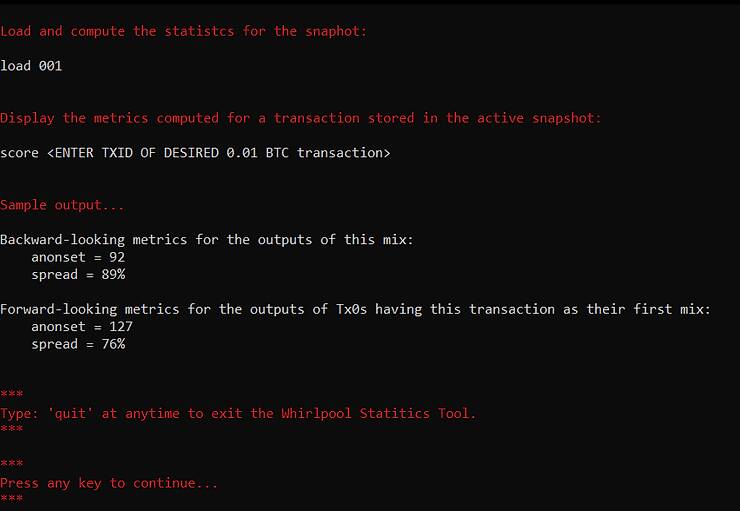 Load and compute the statistcs for the snaphot:
load 001
Display the metrics computed for a transaction stored in the active snapshot:
score <ENTER TXID OF DESIRED 0.01 BTC transaction>
Sample output...
Backward-looking metrics for the outputs of this mix:
anonset = 92
spread = 89%
Forward-looking metrics for the outputs of Tx0s having this transaction as their first mix:
anonset = 127
spread = 76%
***
Type: 'quit' at anytime to exit the Whirlpool Statitics Tool.
***
***
Press any key to continue...
***